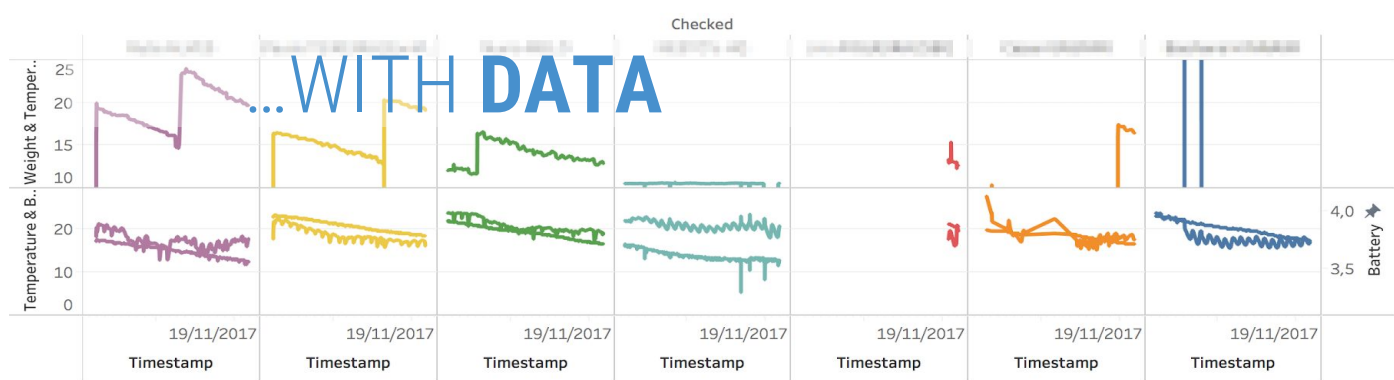 Checked
...WITH DATA
Weight & Temper..
25
20
15
10
Temperature & B..
20
10
0
4,0
3,5
Battery
19/11/2017 19/11/2017 19/11/2017 19/11/2017 19/11/2017 19/11/2017 19/11/2017
Timestamp Timestamp Timestamp Timestamp Timestamp Timestamp Timestamp